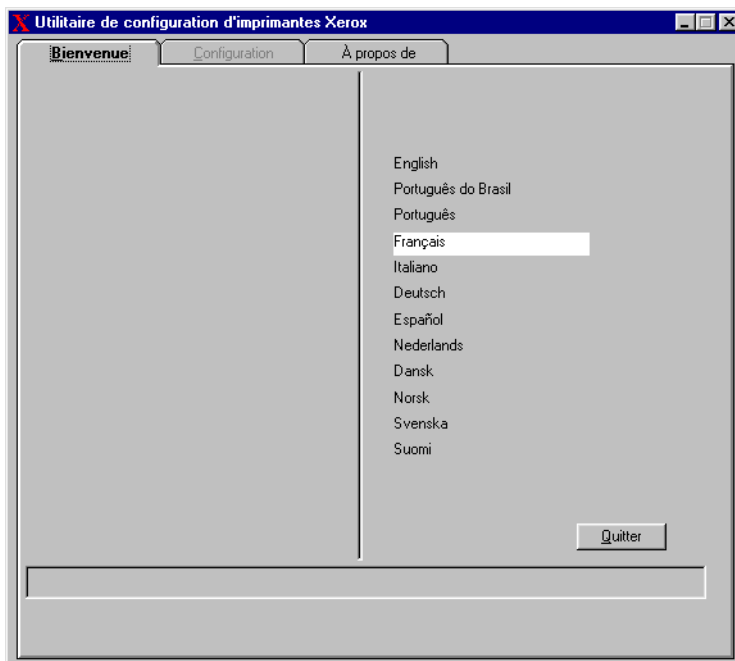 Utilitaire de configuration d'imprimantes Xerox
Bienvenue Configuration À propos de
English
Português do Brasil
Português
Français
Italiano
Deutsch
Español
Nederlands
Dansk
Norsk
Svenska
Suomi
Quitter